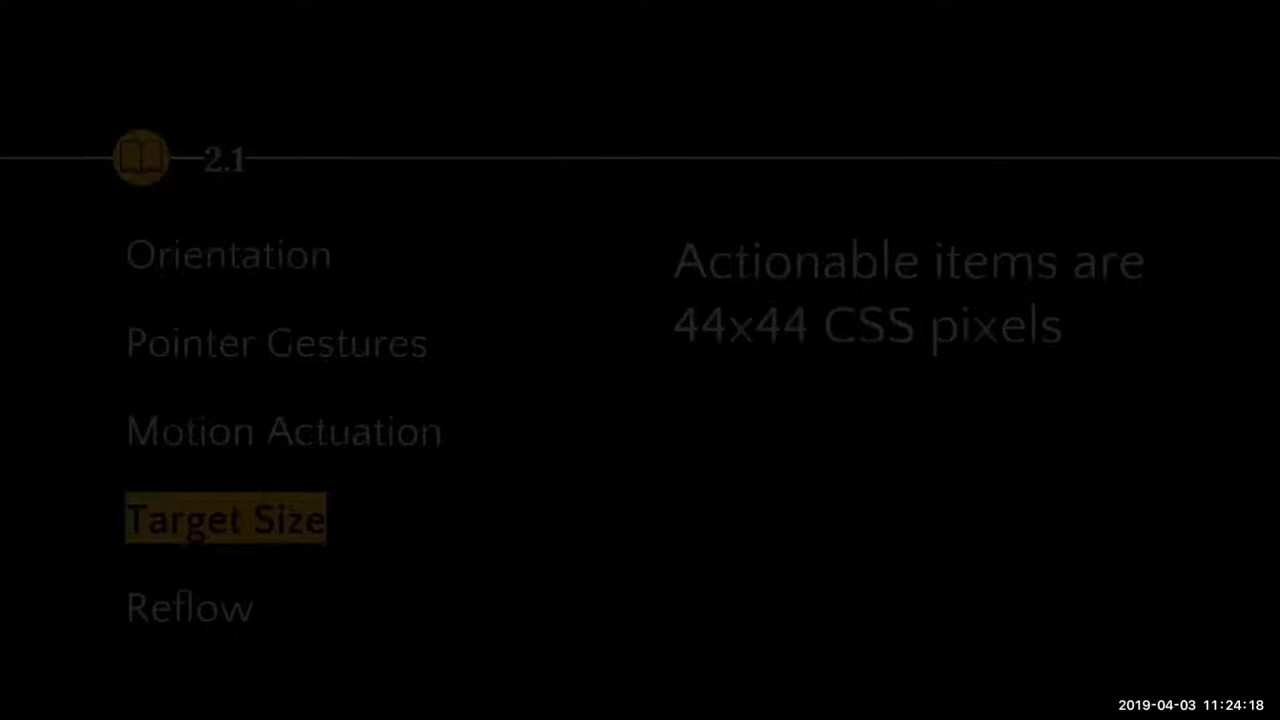 2.1
Orientation
Pointer Gestures
Motion Actuation
Target Size
Reflow
Actionable items are
44x44 CSS pixels
2019-04-03 11:24:18